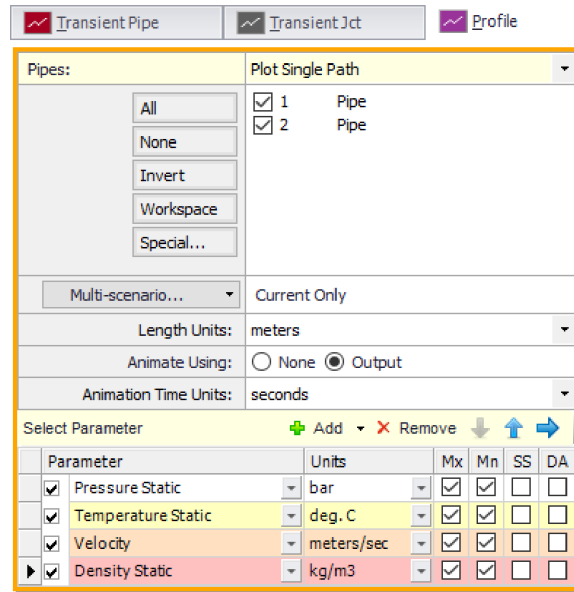 Transient Pipe Transient Jct Profile
Pipes: Plot Single Path
All 1 Pipe
None 2 Pipe
Invert
Workspace
Special...
Multi-scenario... Current Only
Length Units: meters
Animate Using: None Output
Animation Time Units: seconds
Select Parameter Add Remove
Parameter Units Mx Mn SS DA
Pressure Static bar
Temperature Static deg. C
Velocity meters/sec
Density Static kg/m3